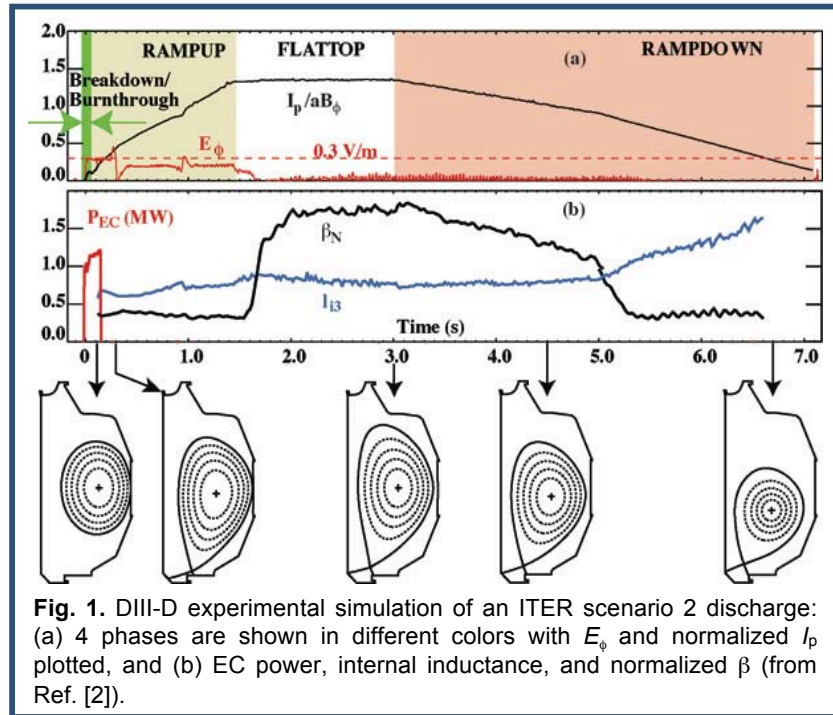 2.0
RAMPUP FLATTOP RAMPDOWN
(a)
1.5
Breakdown/
Burnthrough
1.0
I_p/aB_ϕ
0.5
E_ϕ
0.3 V/m
0.0
P_EC (MW)
(b)
1.5
β_N
1.0
0.5
l_i3
0.0
Time (s)
0 1.0 2.0 3.0 4.0 5.0 6.0 7.0
Fig. 1. DIII-D experimental simulation of an ITER scenario 2 discharge:
(a) 4 phases are shown in different colors with E_ϕ and normalized I_p
plotted, and (b) EC power, internal inductance, and normalized β (from
Ref. [2]).